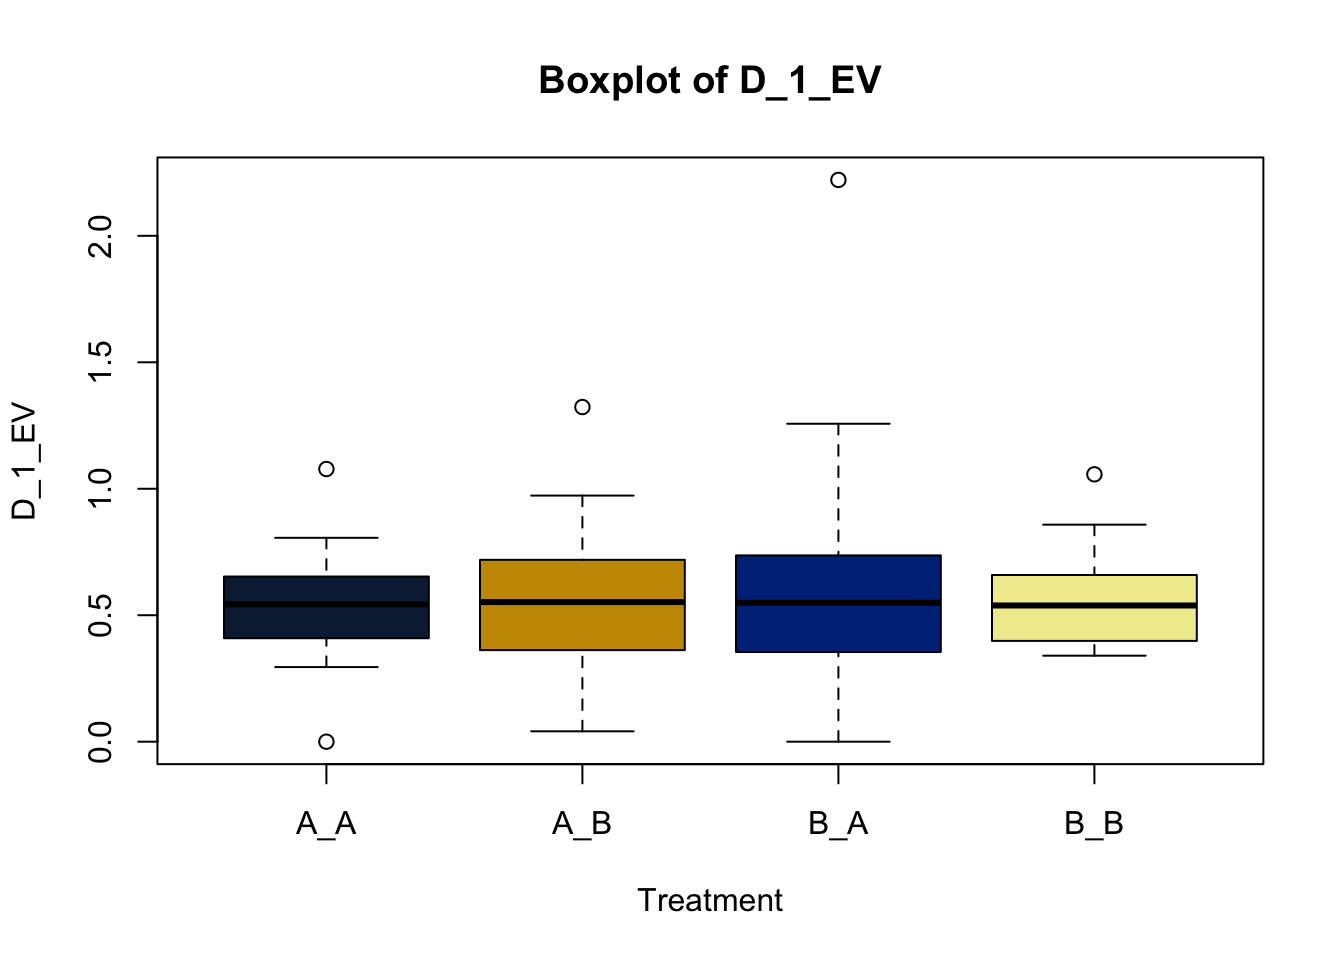 Boxplot of D_1_EV
D_1_EV
2.0
1.5
1.0
0.5
0.0
A_A A_B B_A B_B
Treatment